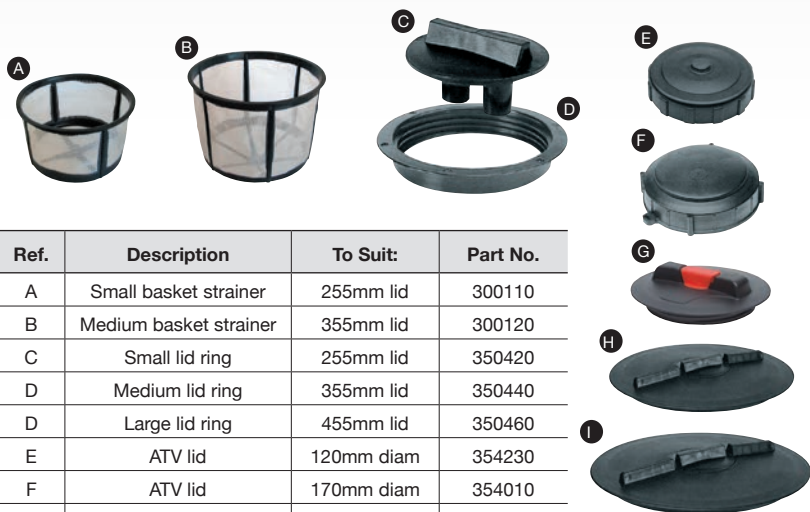 A
B
C
D
E
F
G
H
I
Ref. Description To Suit: Part No.
A Small basket strainer 255mm lid 300110
B Medium basket strainer 355mm lid 300120
C Small lid ring 255mm lid 350420
D Medium lid ring 355mm lid 350440
D Large lid ring 455mm lid 350460
E ATV lid 120mm diam 354230
F ATV lid 170mm diam 354010